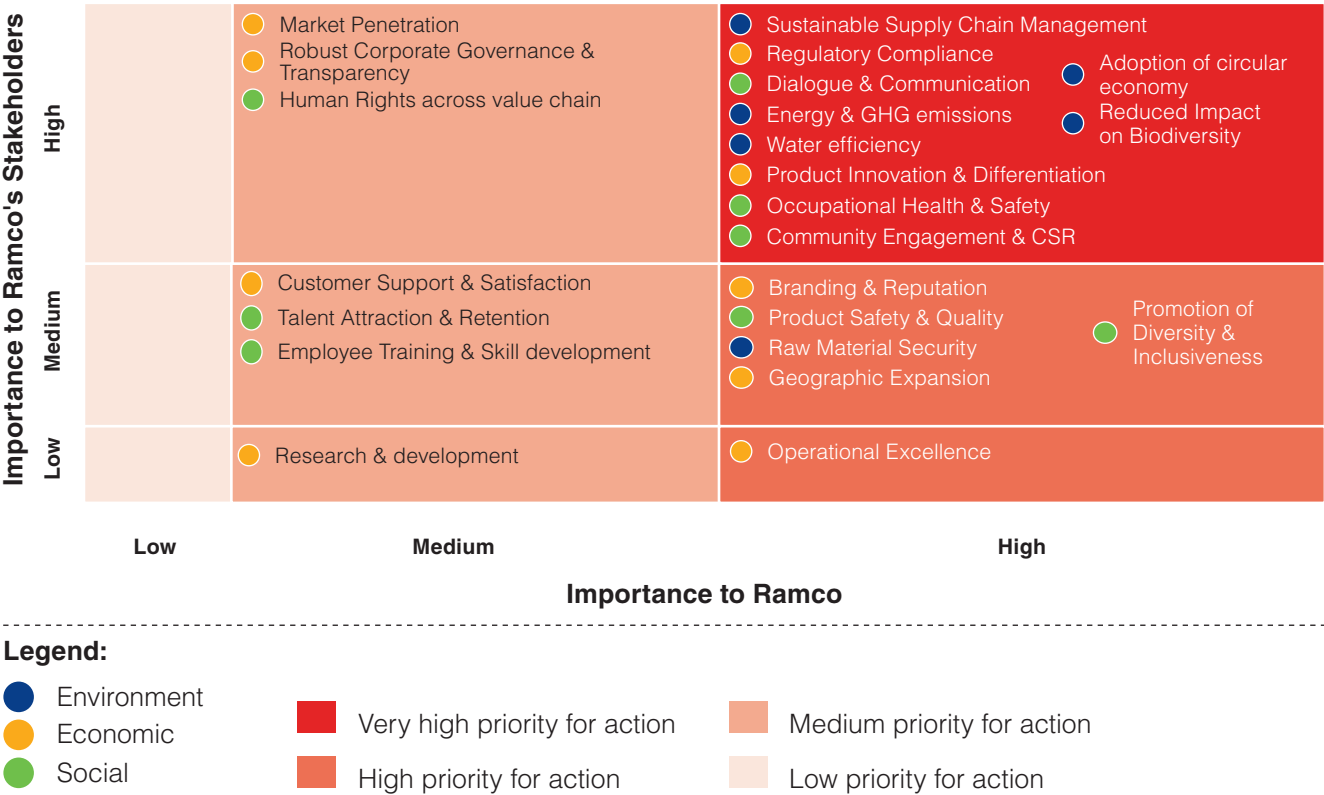 Importance to Ramco's Stakeholders
High
Market Penetration
Robust Corporate Governance &
Transparency
Human Rights across value chain
Sustainable Supply Chain Management
Regulatory Compliance
Dialogue & Communication
Energy & GHG emissions
Water efficiency
Product Innovation & Differentiation
Occupational Health & Safety
Community Engagement & CSR
Adoption of circular
economy
Reduced Impact
on Biodiversity
Medium
Customer Support & Satisfaction
Talent Attraction & Retention
Employee Training & Skill development
Branding & Reputation
Product Safety & Quality
Raw Material Security
Geographic Expansion
Promotion of
Diversity &
Inclusiveness
Low
Research & development
Operational Excellence
Low
Medium
High
Importance to Ramco
Legend:
Environment
Economic
Social
Very high priority for action
High priority for action
Medium priority for action
Low priority for action